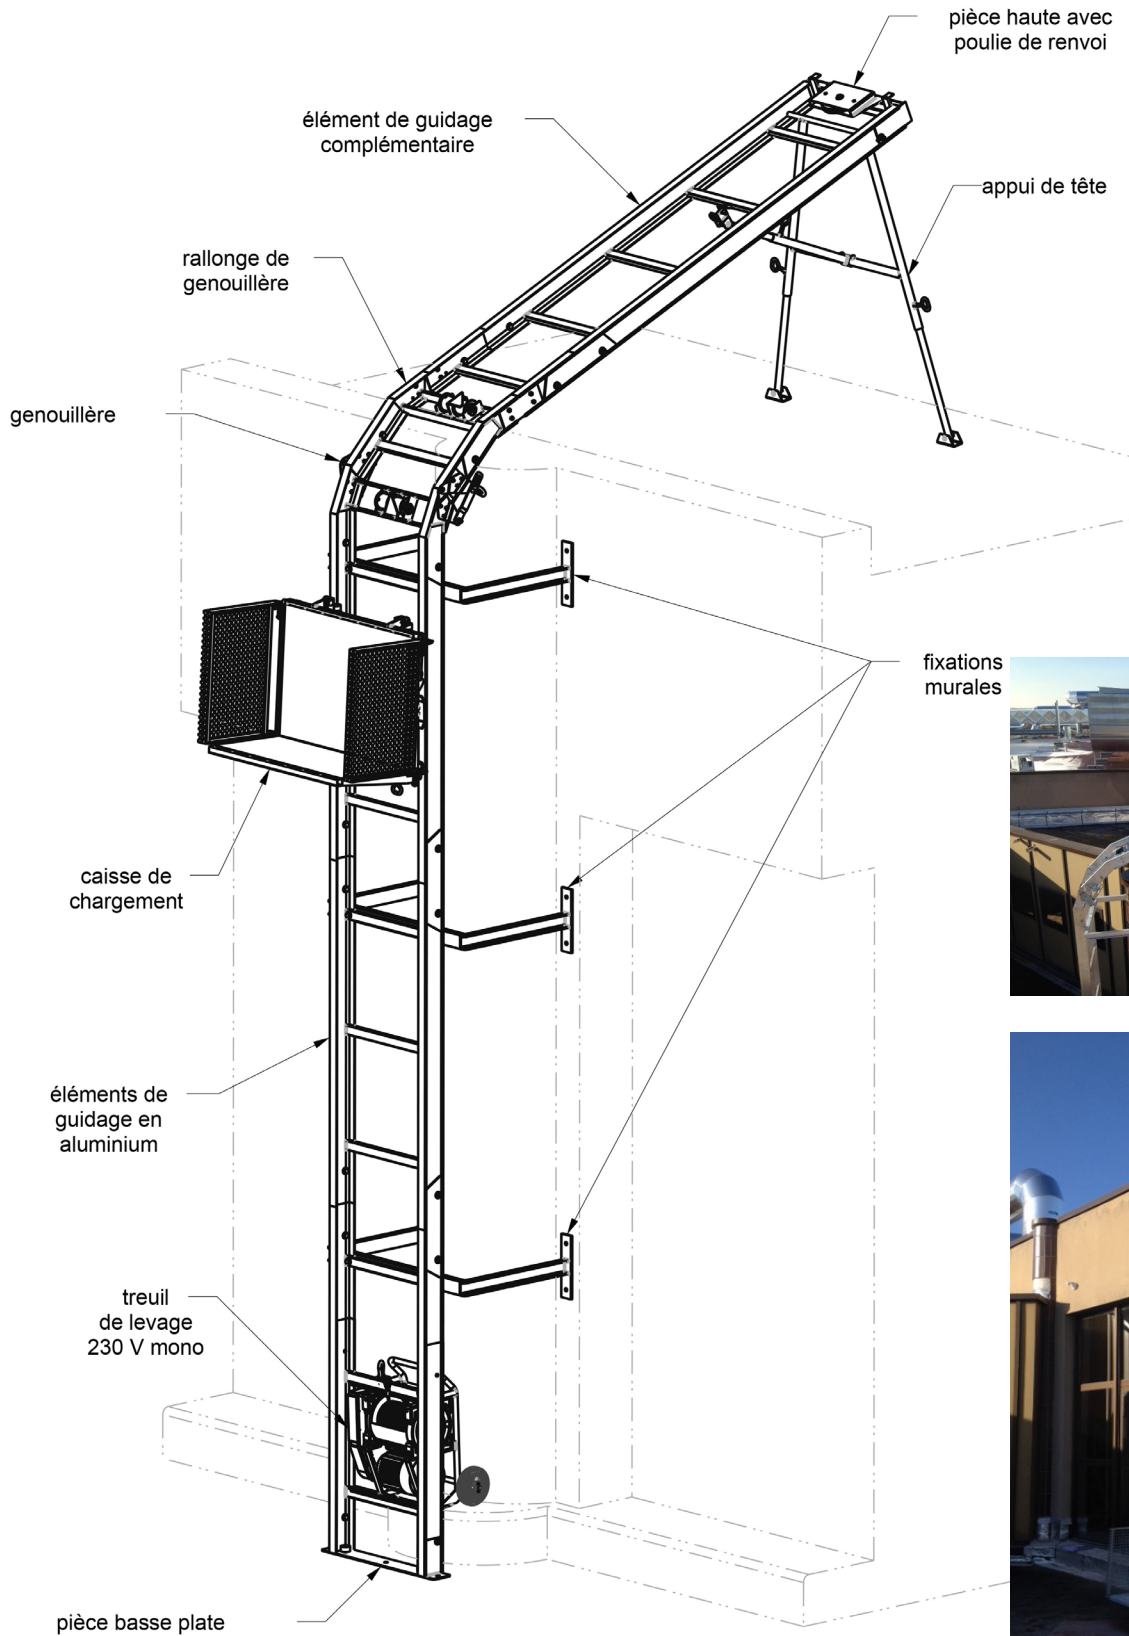 pièce haute avec
poulie de renvoi
élément de guidage
complémentaire
appui de tête
rallonge de
genouillère
genouillère
fixations
murales
caisse de
chargement
éléments de
guidage en
aluminium
treuil
de levage
230 V mono
pièce basse plate